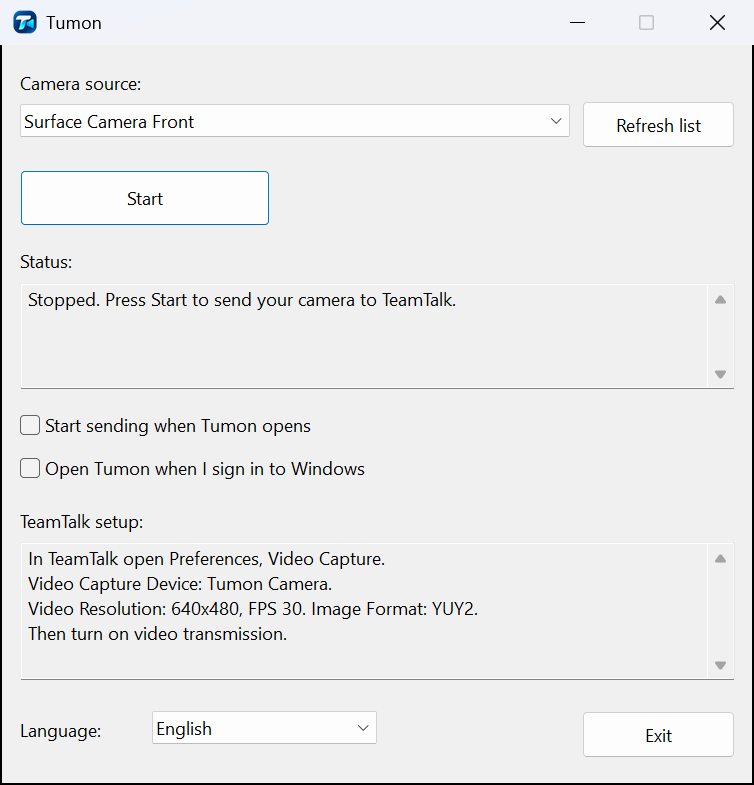 Tumon
Camera source:
Surface Camera Front
Refresh list
Start
Status:
Stopped. Press Start to send your camera to TeamTalk.
Start sending when Tumon opens
Open Tumon when I sign in to Windows
TeamTalk setup:
In TeamTalk open Preferences, Video Capture.
Video Capture Device: Tumon Camera.
Video Resolution: 640x480, FPS 30. Image Format: YUY2.
Then turn on video transmission.
Language:
English
Exit